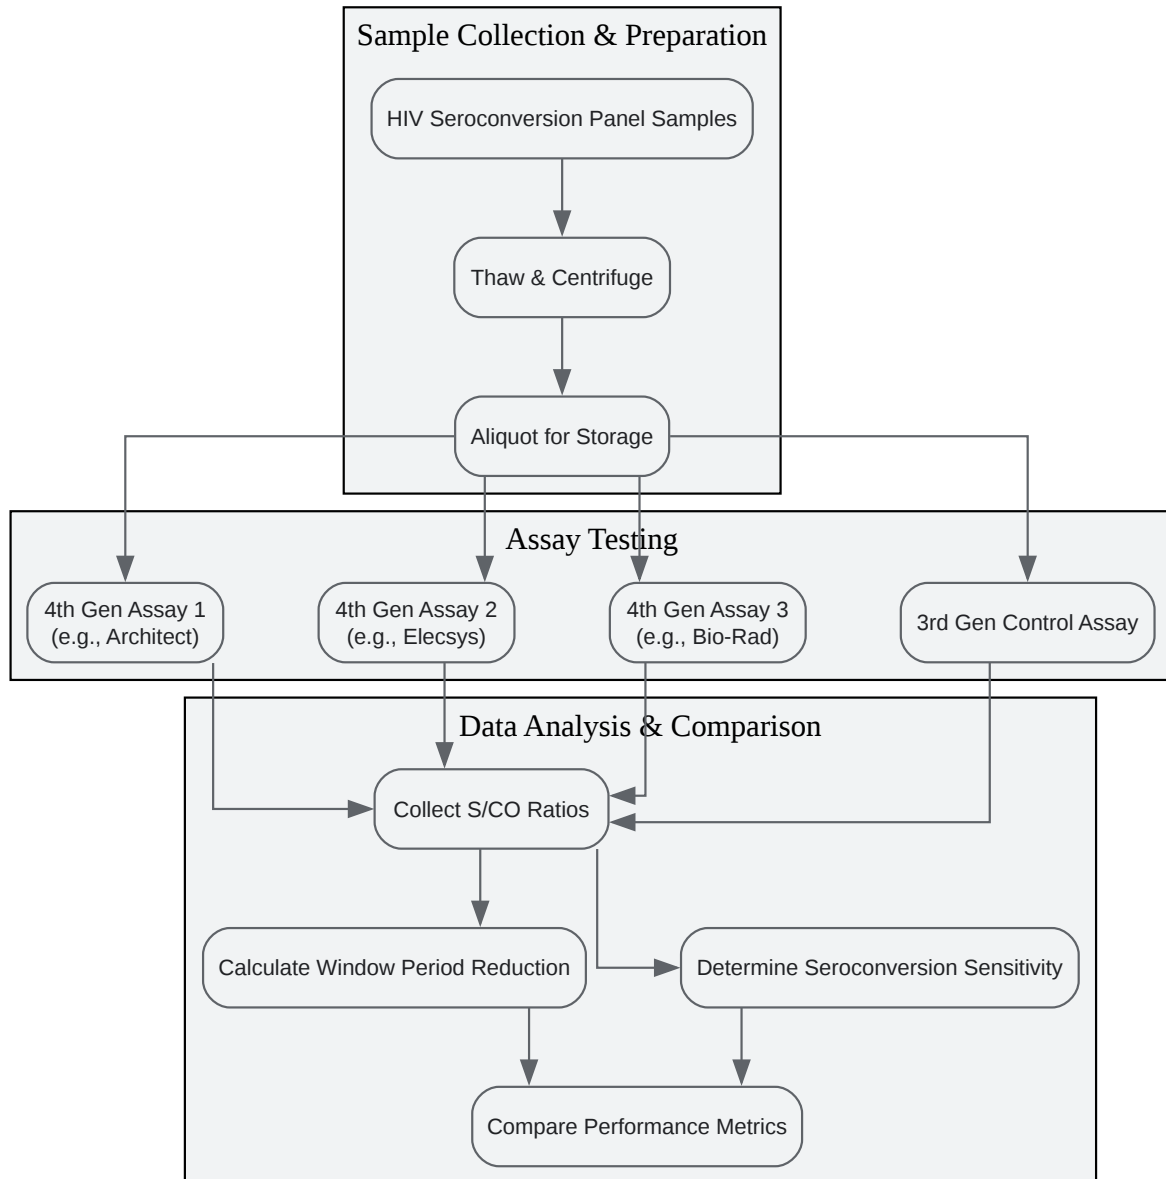 Sample Collection & Preparation
HIV Seroconversion Panel Samples
Thaw & Centrifuge
Aliquot for Storage
Assay Testing
4th Gen Assay 1
(e.g., Architect)
4th Gen Assay 2
(e.g., Elecsys)
4th Gen Assay 3
(e.g., Bio-Rad)
3rd Gen Control Assay
Data Analysis & Comparison
Collect S/CO Ratios
Calculate Window Period Reduction
Determine Seroconversion Sensitivity
Compare Performance Metrics